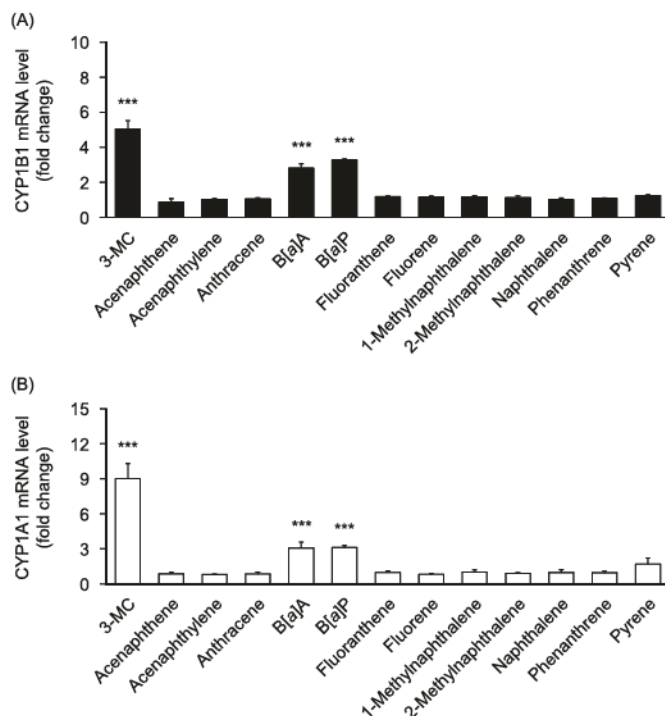 (A)
CYP1B1 mRNA level
(fold change)
10
8
6
4
2
0
***
***
***
3-MC
Acenaphthene
Acenaphthylene
Anthracene
B[a]A
B[a]P
Fluoranthene
Fluorene
1-Methylnaphthalene
2-Methylnaphthalene
Naphthalene
Phenanthrene
Pyrene
(B)
CYP1A1 mRNA level
(fold change)
15
12
9
6
3
0
***
***
***
3-MC
Acenaphthene
Acenaphthylene
Anthracene
B[a]A
B[a]P
Fluoranthene
Fluorene
1-Methylnaphthalene
2-Methylnaphthalene
Naphthalene
Phenanthrene
Pyrene